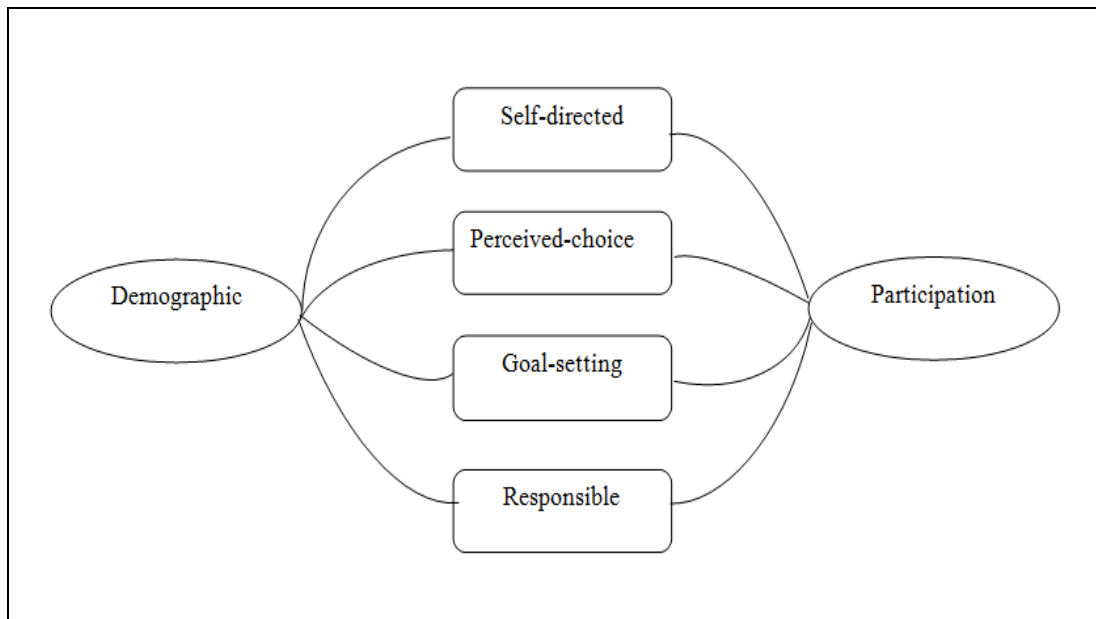 Self-directed
Perceived-choice
Demographic
Participation
Goal-setting
Responsible